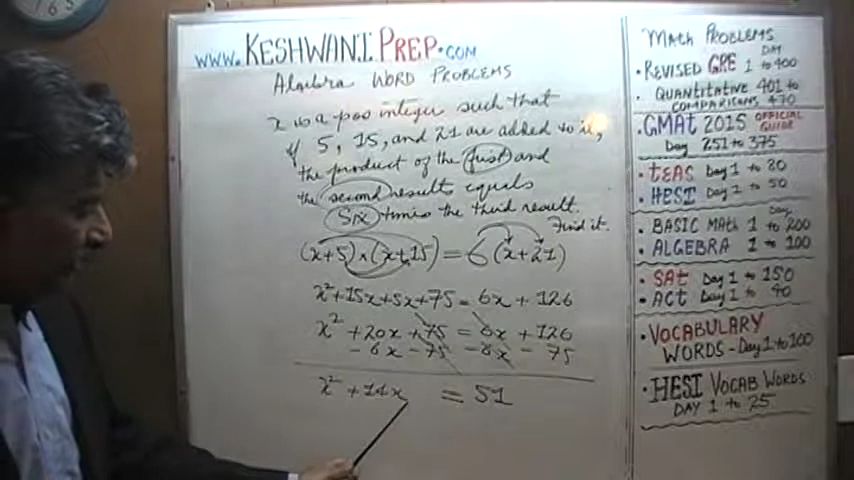 www.KESHWANIPREP.COM
Algebra WORD PROBLEMS
x is a pos integer such that
if 5, 15, and 21 are added to it,
the product of the first and
the second results equals
Six times the third result.
Find it.
(x+5)×(x+15) = 6(x+21)
x²+15x+5x+75 = 6x + 126
x² + 20x + 75 = 6x + 126
- 6x - 75 - 6x - 75
x² + 14x = 51
Math PROBLEMS
DAY
• REVISED GRE 1 to 400
• QUANTITATIVE 401 to
COMPARISONS 470
• GMAT 2015 OFFICIAL GUIDE
Day 251 to 375
• TEAS Day 1 to 80
• HESI Day 1 to 50
Day
• BASIC MATH 1 to 200
• ALGEBRA 1 to 100
• SAT Day 1 to 150
• ACT Day 1 to 90
• VOCABULARY
WORDS - Day 1 to 100
• HESI VOCAB WORDS
DAY 1 to 25